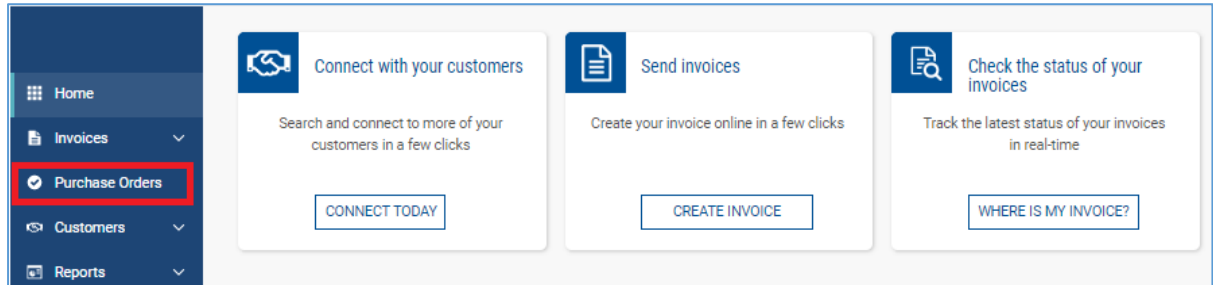 Home
Invoices
Purchase Orders
Customers
Reports
Connect with your customers
Search and connect to more of your
customers in a few clicks
CONNECT TODAY
Send invoices
Create your invoice online in a few clicks
CREATE INVOICE
Check the status of your
invoices
Track the latest status of your invoices
in real-time
WHERE IS MY INVOICE?